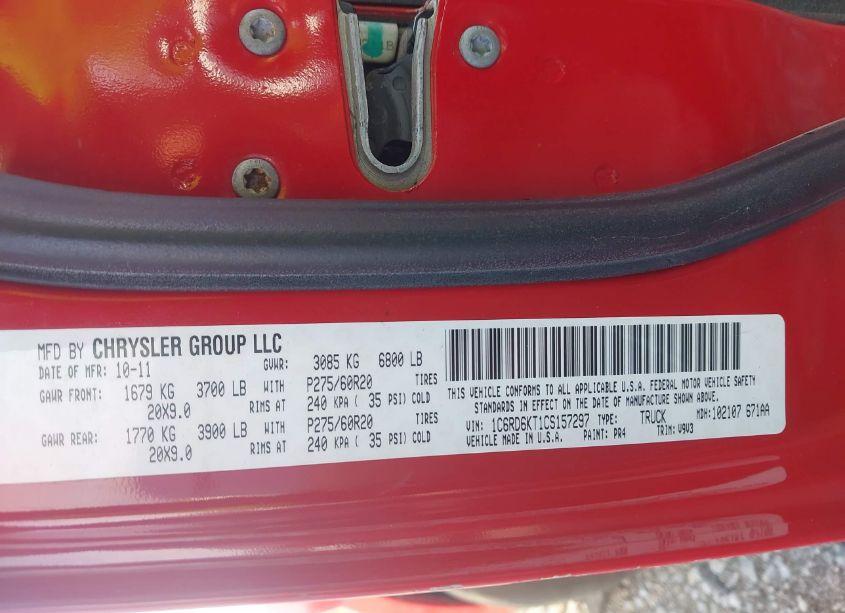 MFD BY CHRYSLER GROUP LLC
DATE OF MFR: 10-11 GVWR: 3085 KG 6800 LB
GAWR FRONT: 1679 KG 3700 LB WITH P275/60R20 TIRES
20X9.0 RIMS AT 240 KPA ( 35 PSI) COLD
GAWR REAR: 1770 KG 3900 LB WITH P275/60R20 TIRES
20X9.0 RIMS AT 240 KPA ( 35 PSI) COLD
THIS VEHICLE CONFORMS TO ALL APPLICABLE U.S.A. FEDERAL MOTOR VEHICLE SAFETY
STANDARDS IN EFFECT ON THE DATE OF MANUFACTURE SHOWN ABOVE.
VIN: 1C6RD6KT1CS157297 TYPE: TRUCK MDH: 102107 671AA
VEHICLE MADE IN U.S.A. PAINT: PR4 TRIM: V9V3